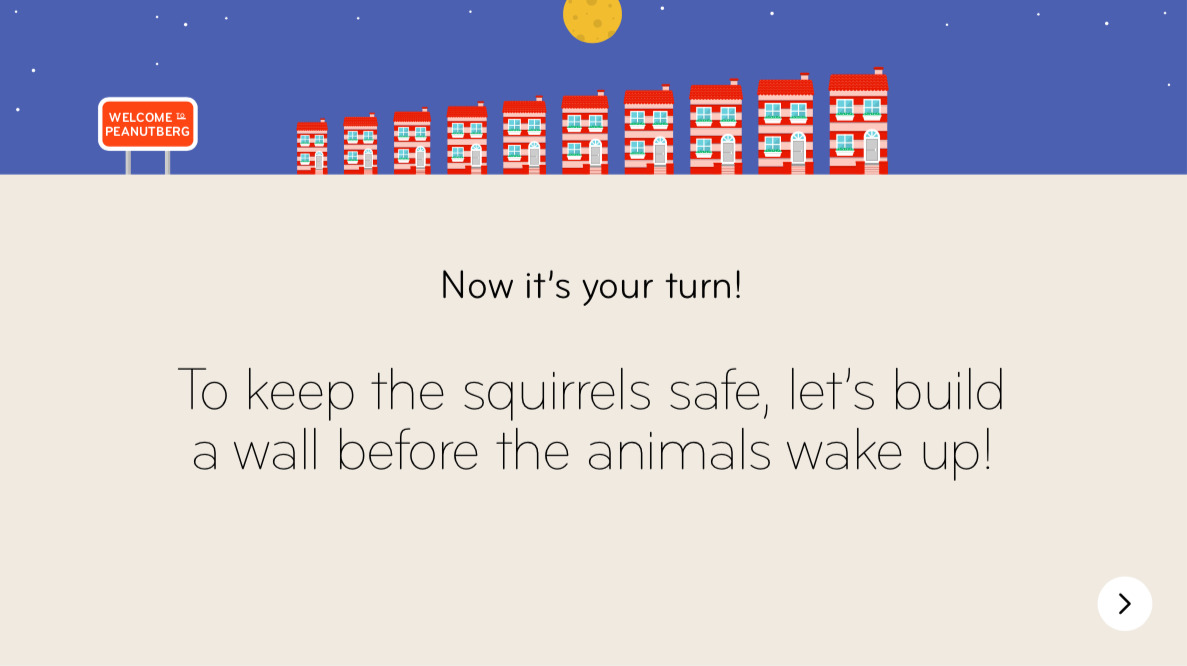 WELCOME TO
PEANUTBERG
Now it's your turn!
To keep the squirrels safe, let's build
a wall before the animals wake up!